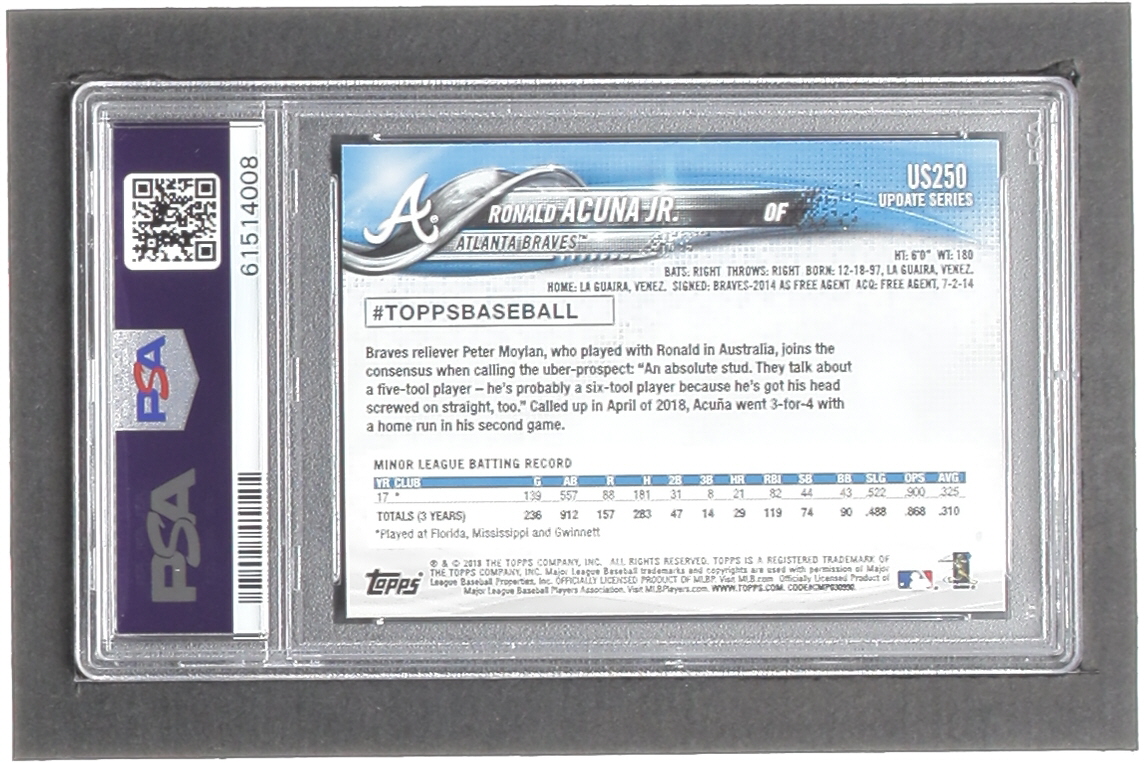 61514008
PSA
PSA
A
RONALD ACUNA JR. OF
ATLANTA BRAVES™
US250
UPDATE SERIES
HT: 6'0" WT: 180
BATS: RIGHT THROWS: RIGHT BORN: 12-18-97, LA GUAIRA, VENEZ.
HOME: LA GUAIRA, VENEZ. SIGNED: BRAVES-2014 AS FREE AGENT ACQ: FREE AGENT, 7-2-14
#TOPPSBASEBALL
Braves reliever Peter Moylan, who played with Ronald in Australia, joins the
consensus when calling the uber-prospect: "An absolute stud. They talk about
a five-tool player – he's probably a six-tool player because he's got his head
screwed on straight, too." Called up in April of 2018, Acuña went 3-for-4 with
a home run in his second game.
MINOR LEAGUE BATTING RECORD
YR CLUB G AB R H 2B 3B HR RBI SB BB SLG OPS AVG
17 * 139 557 88 181 31 8 21 82 44 43 .522 .900 .325
TOTALS (3 YEARS) 236 912 157 283 47 14 29 119 74 90 .488 .868 .310
*Played at Florida, Mississippi and Gwinnett
Topps
® & © 2018 THE TOPPS COMPANY, INC. ALL RIGHTS RESERVED. TOPPS IS A REGISTERED TRADEMARK OF
THE TOPPS COMPANY, INC. Major League Baseball trademarks and copyrights are used with permission of Major
League Baseball Properties, Inc. OFFICIALLY LICENSED PRODUCT OF MLBP. Visit MLB.com Officially Licensed Product of
Major League Baseball Players Association. Visit MLBPlayers.com. WWW.TOPPS.COM.